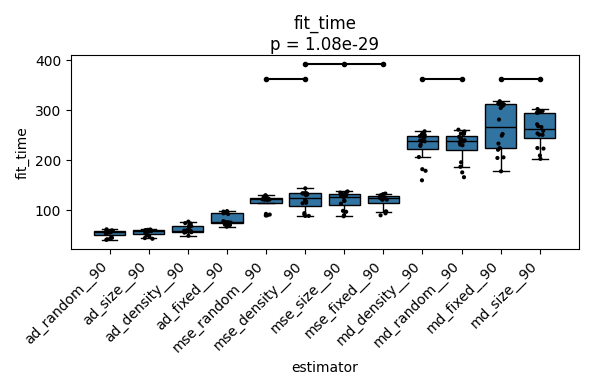 fit_time
p = 1.08e-29
400
300
200
100
fit_time
ad_random__90
ad_size__90
ad_density__90
ad_fixed__90
mse_random__90
mse_density__90
mse_size__90
mse_fixed__90
md_density__90
md_random__90
md_fixed__90
md_size__90
estimator